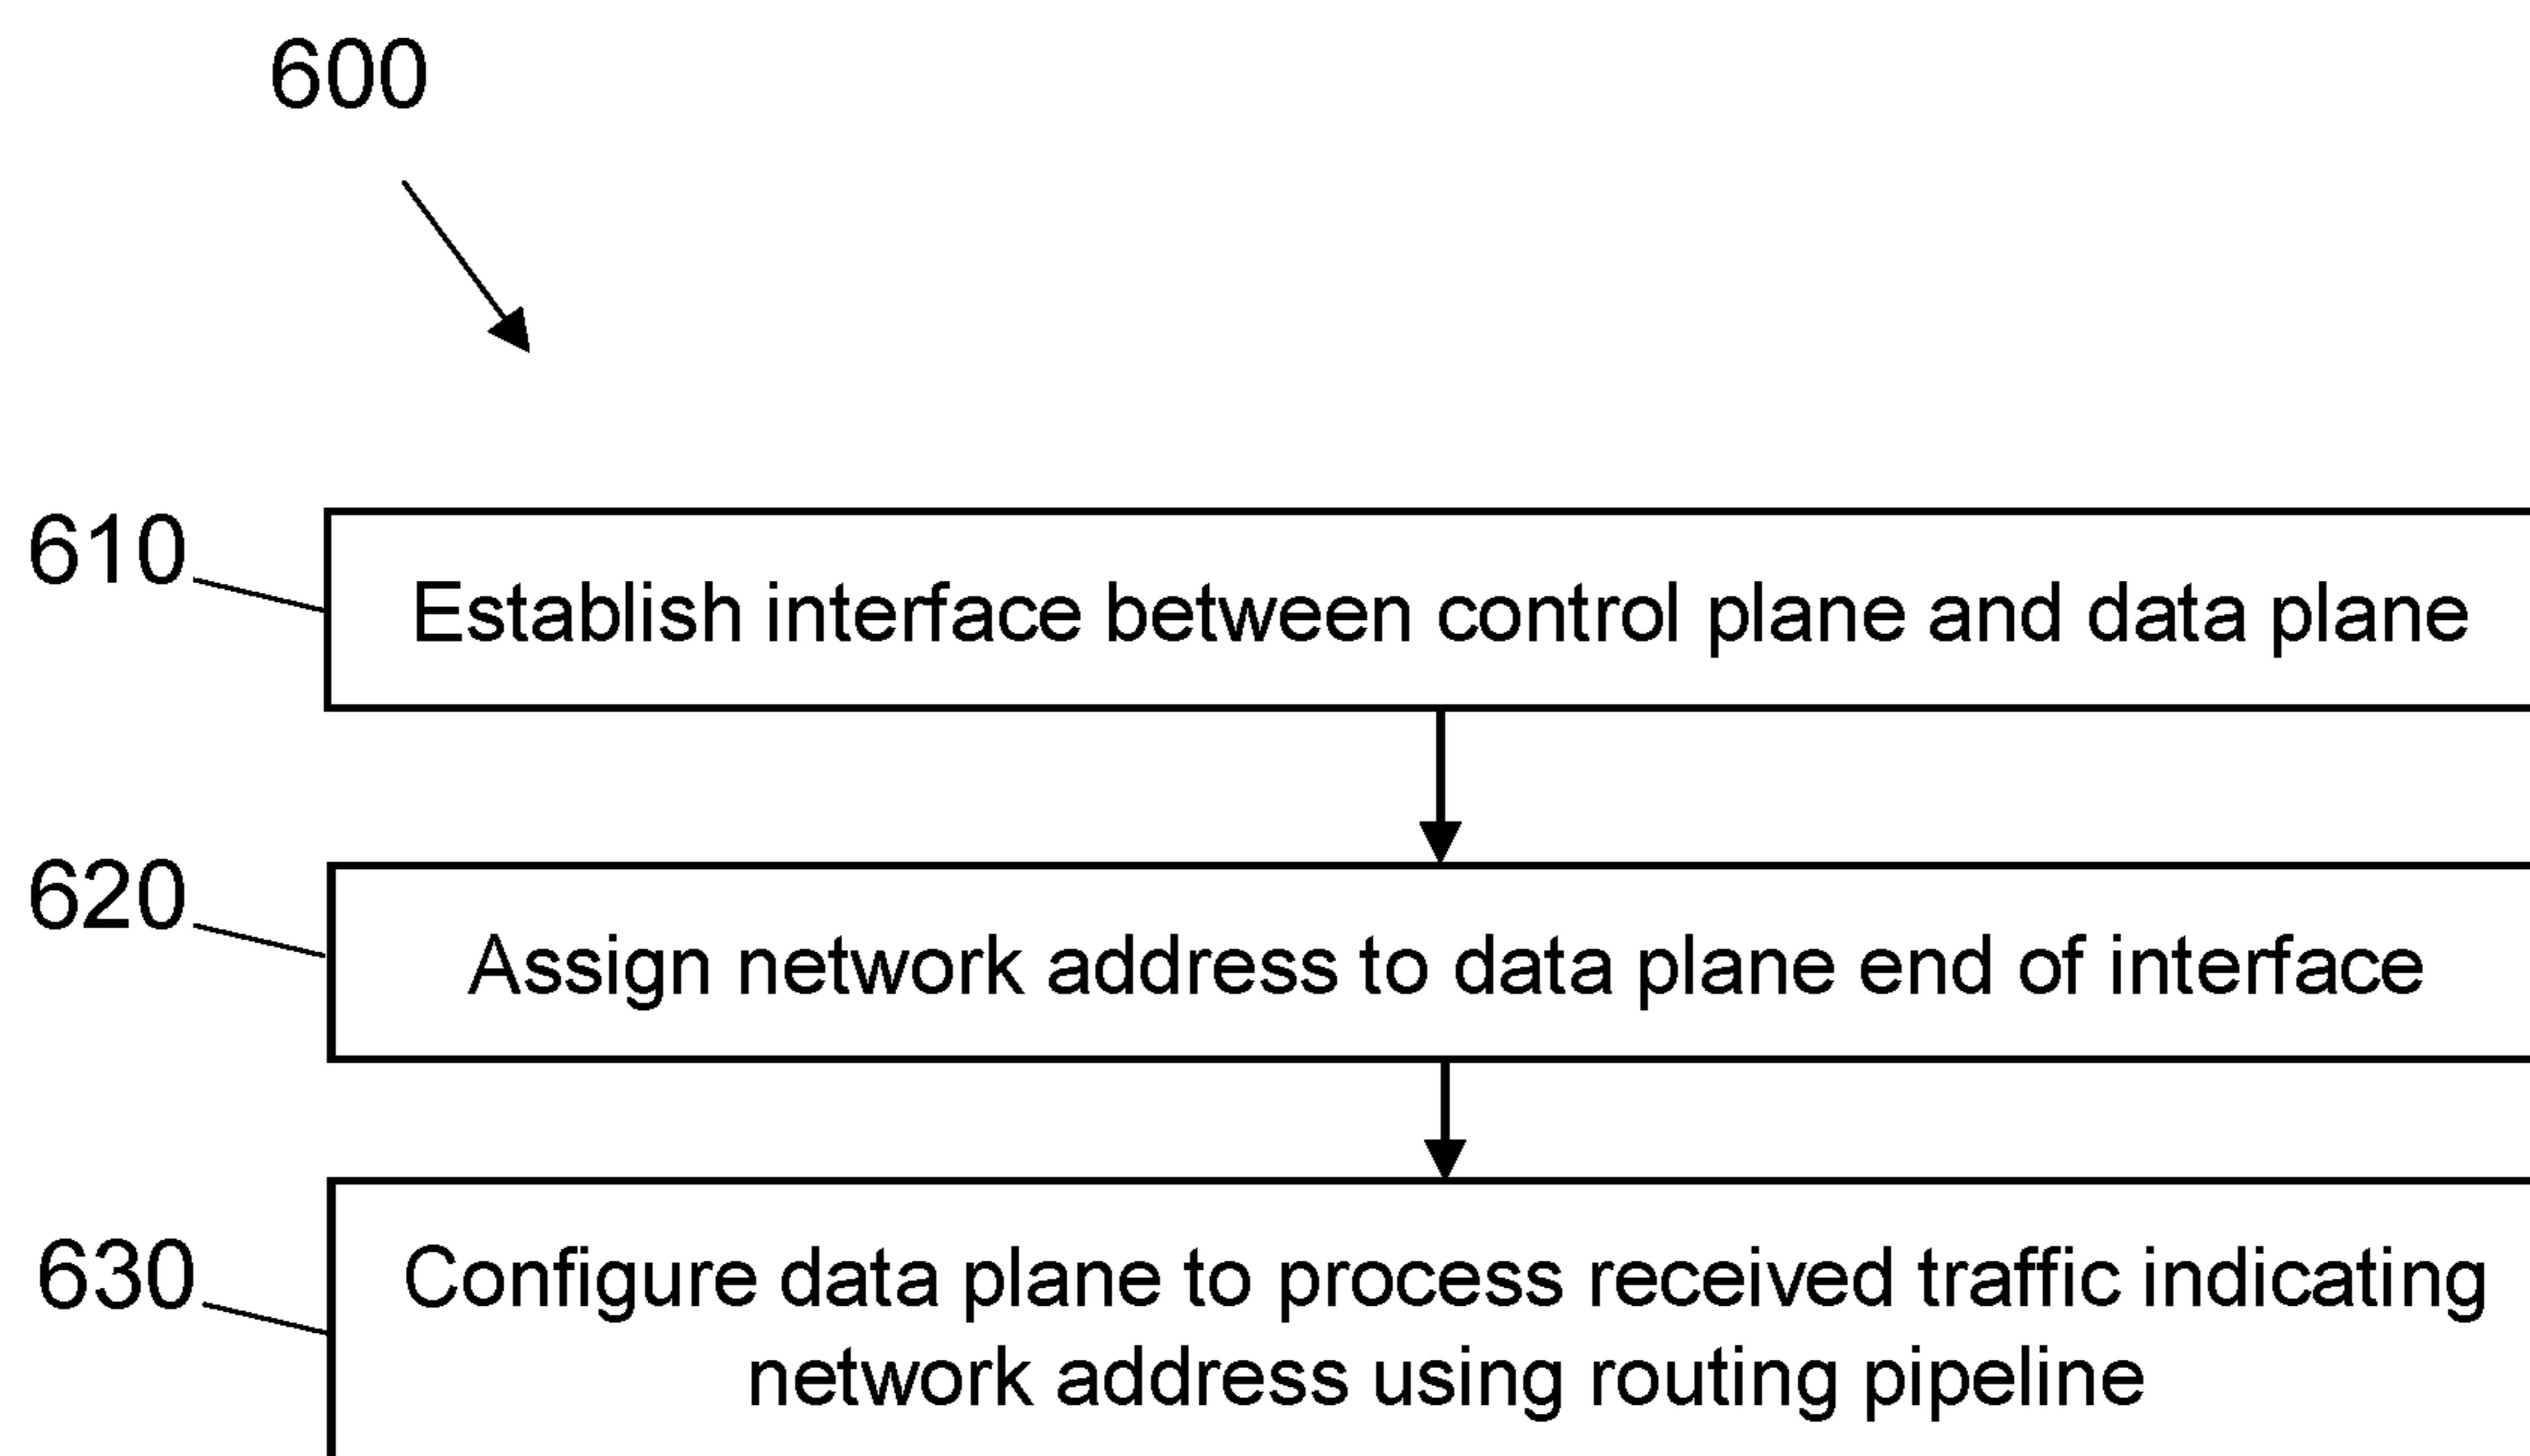 600
610
Establish interface between control plane and data plane
620
Assign network address to data plane end of interface
630
Configure data plane to process received traffic indicating
network address using routing pipeline